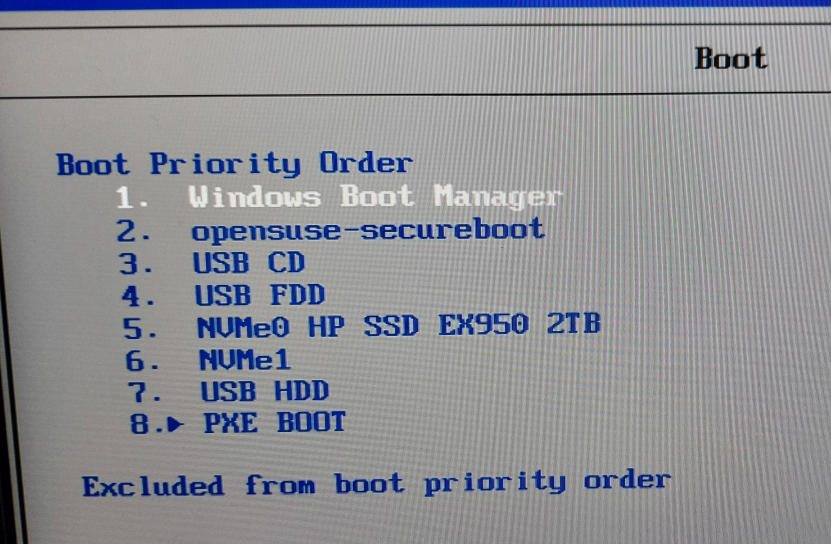 Boot
Boot Priority Order
1. Windows Boot Manager
2. opensuse-secureboot
3. USB CD
4. USB FDD
5. NVMe0 HP SSD EX950 2TB
6. NVMe1
7. USB HDD
8.▸ PXE BOOT
Excluded from boot priority order